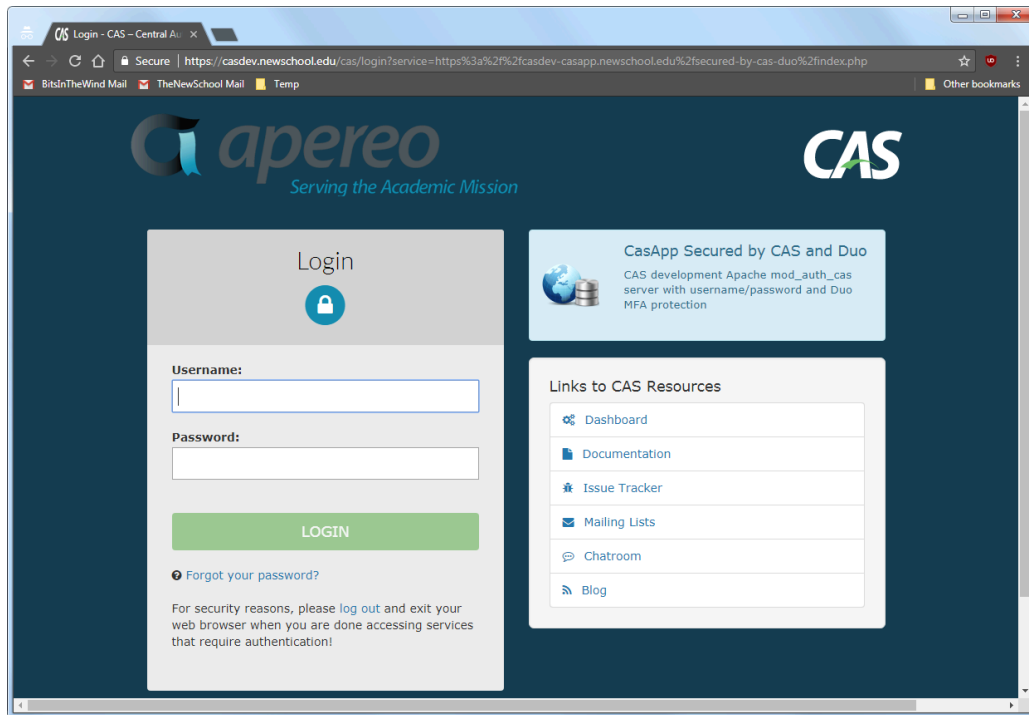 CAS Login - CAS – Central Au
Secure | https://casdev.newschool.edu/cas/login?service=https%3a%2f%2fcasdev-casapp.newschool.edu%2fsecured-by-cas-duo%2findex.php
BitsInTheWind Mail TheNewSchool Mail Temp Other bookmarks
apereo
Serving the Academic Mission
CAS
Login
Username:
Password:
LOGIN
Forgot your password?
For security reasons, please log out and exit your
web browser when you are done accessing services
that require authentication!
CasApp Secured by CAS and Duo
CAS development Apache mod_auth_cas
server with username/password and Duo
MFA protection
Links to CAS Resources
Dashboard
Documentation
Issue Tracker
Mailing Lists
Chatroom
Blog